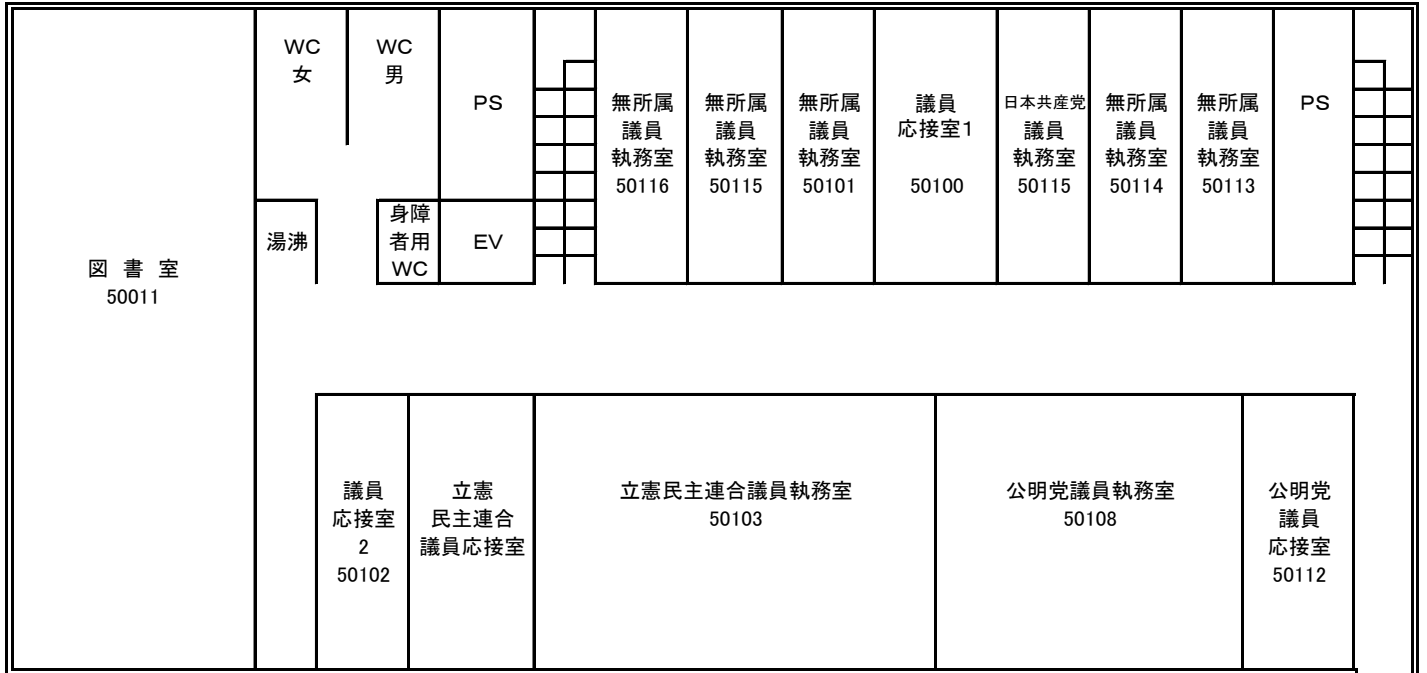 図 書 室
50011
WC
女
WC
男
PS
湯沸
身障
者用
WC
EV
無所属
議員
執務室
50116
無所属
議員
執務室
50115
無所属
議員
執務室
50101
議員
応接室1
50100
日本共産党
議員
執務室
50115
無所属
議員
執務室
50114
無所属
議員
執務室
50113
PS
議員
応接室
2
50102
立憲
民主連合
議員応接室
立憲民主連合議員執務室
50103
公明党議員執務室
50108
公明党
議員
応接室
50112